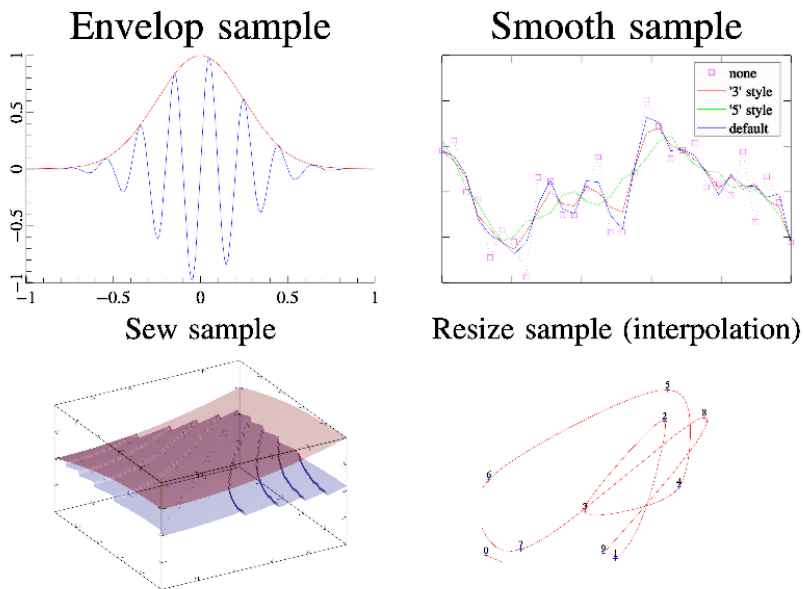 Envelop sample
Smooth sample
none
'3' style
'5' style
default
1
0.5
0
−0.5
−1
−1
−0.5
0
0.5
1
Sew sample
Resize sample (interpolation)
5
2
8
6
4
3
7
0
9
1